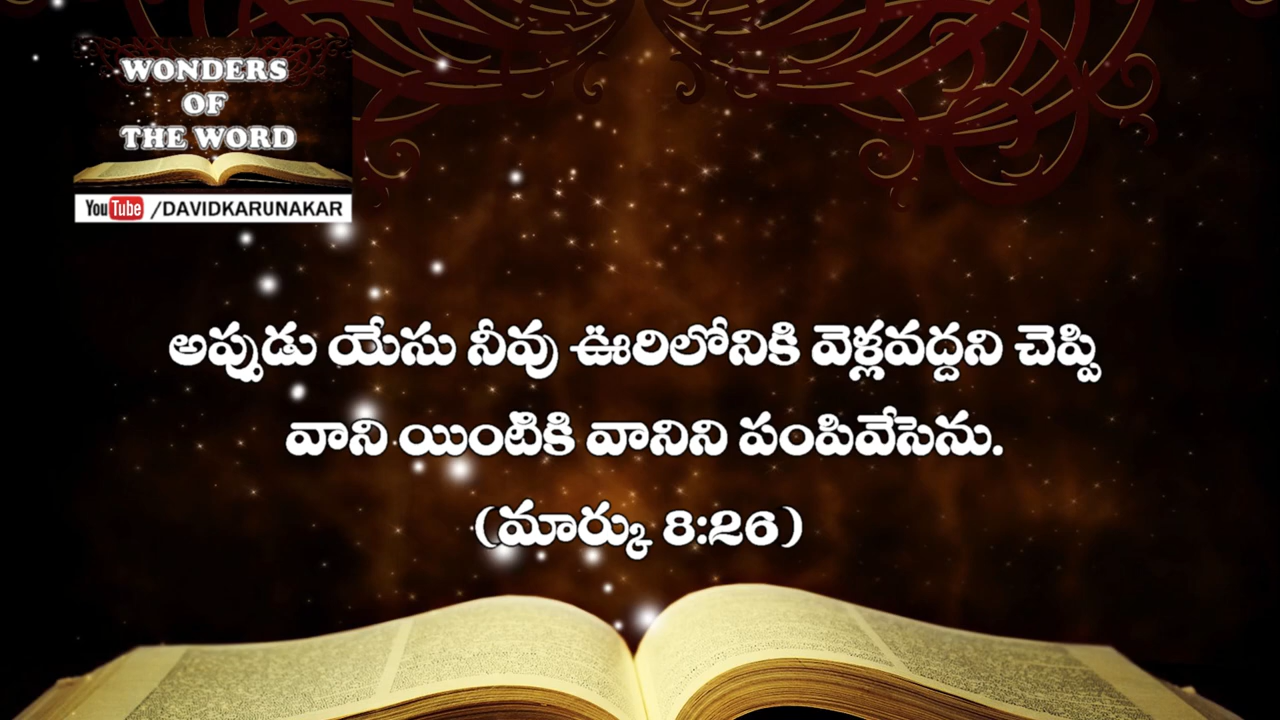 WONDERS
OF
THE WORD
YouTube /DAVIDKARUNAKAR
అప్పుడు యేసు నీవు ఊరిలోనికి వెళ్లవద్దని చెప్పి
వాని యింటికి వానిని పంపివేసెను.
(మార్కు 8:26)